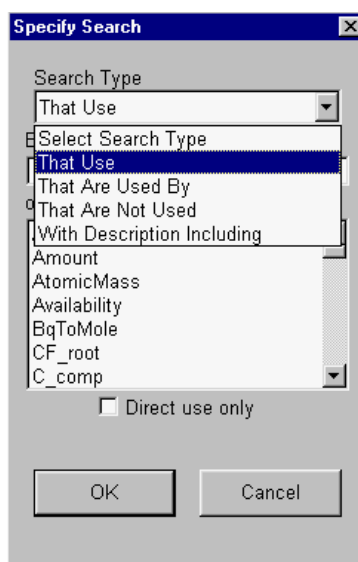 Specify Search
Search Type
That Use
Select Search Type
That Use
That Are Used By
That Are Not Used
With Description Including
Amount
AtomicMass
Availability
BqToMole
CF_root
C_comp
Direct use only
OK
Cancel